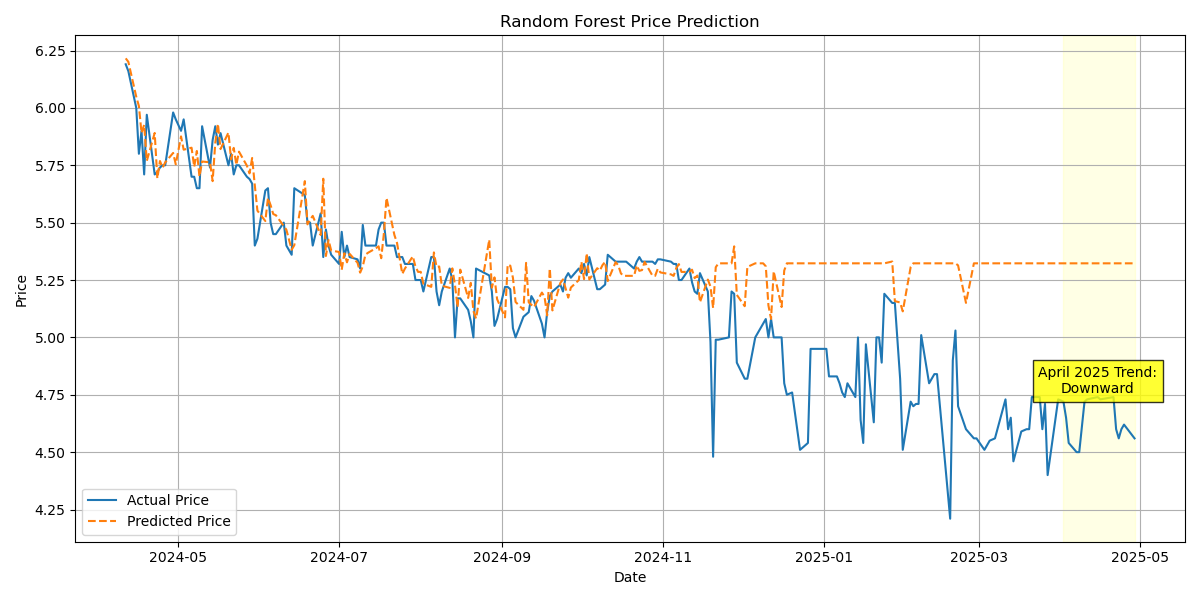 Random Forest Price Prediction
6.25
6.00
5.75
5.50
5.25
5.00
4.75
4.50
4.25
Price
April 2025 Trend:
Downward
Actual Price
Predicted Price
2024-05
2024-07
2024-09
2024-11
2025-01
2025-03
2025-05
Date